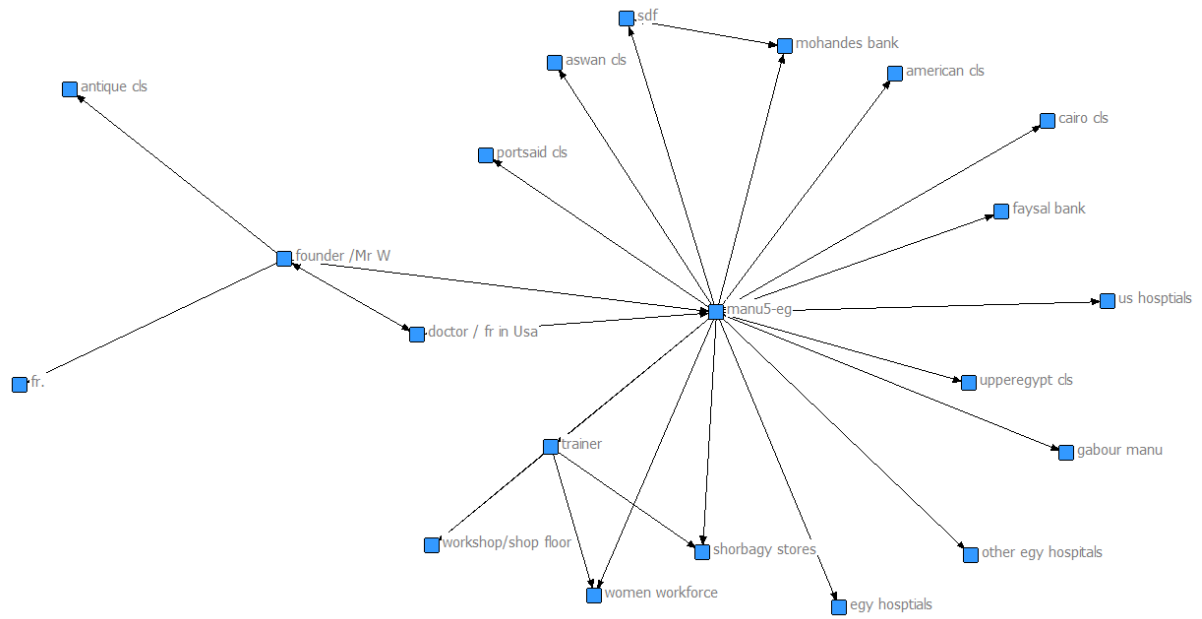 sdf
mohandes bank
aswan cls
american cls
antique cls
cairo cls
portsaid cls
faysal bank
founder /Mr W
us hosptials
manu5-eg
doctor / fr in Usa
fr.
upperegypt cls
trainer
gabour manu
workshop/shop floor
shorbagy stores
other egy hospitals
women workforce
egy hosptials